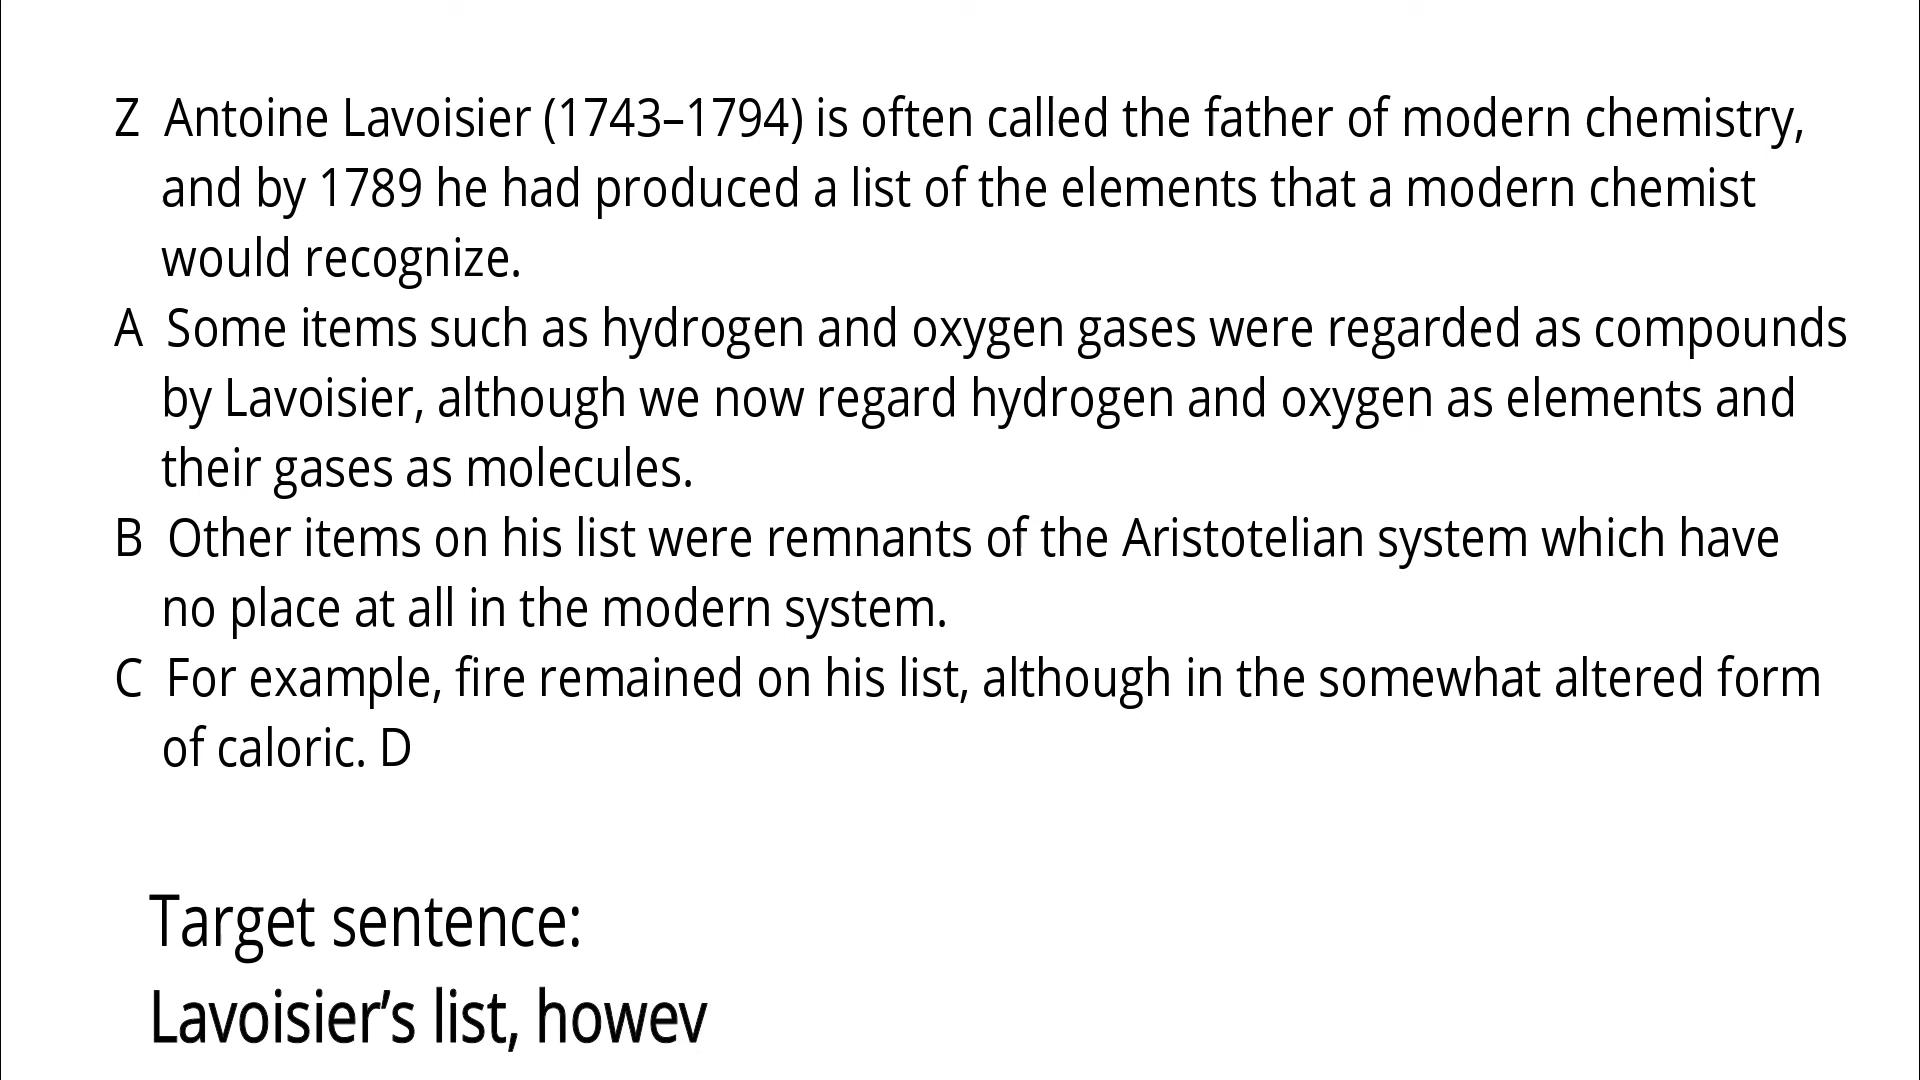 Z Antoine Lavoisier (1743–1794) is often called the father of modern chemistry,
and by 1789 he had produced a list of the elements that a modern chemist
would recognize.
A Some items such as hydrogen and oxygen gases were regarded as compounds
by Lavoisier, although we now regard hydrogen and oxygen as elements and
their gases as molecules.
B Other items on his list were remnants of the Aristotelian system which have
no place at all in the modern system.
C For example, fire remained on his list, although in the somewhat altered form
of caloric. D
Target sentence:
Lavoisier’s list, howev